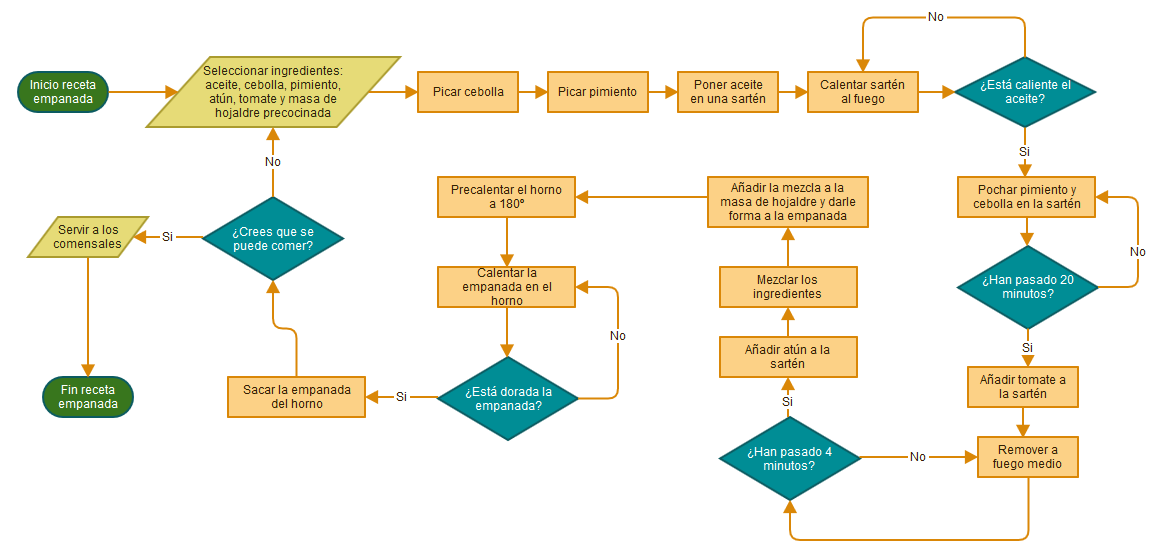 Inicio receta
empanada
Seleccionar ingredientes:
aceite, cebolla, pimiento,
atún, tomate y masa de
hojaldre precocinada
Picar cebolla
Picar pimiento
Poner aceite
en una sartén
Calentar sartén
al fuego
No
¿Está caliente el
aceite?
Si
Pochar pimiento y
cebolla en la sartén
No
¿Han pasado 20
minutos?
Si
Añadir tomate a
la sartén
Remover a
fuego medio
No
¿Han pasado 4
minutos?
Si
Añadir atún a la
sartén
Mezclar los
ingredientes
Añadir la mezcla a la
masa de hojaldre y darle
forma a la empanada
Precalentar el horno
a 180º
Calentar la
empanada en el
horno
No
¿Está dorada la
empanada?
Si
Sacar la empanada
del horno
¿Crees que se
puede comer?
No
Si
Servir a los
comensales
Fin receta
empanada